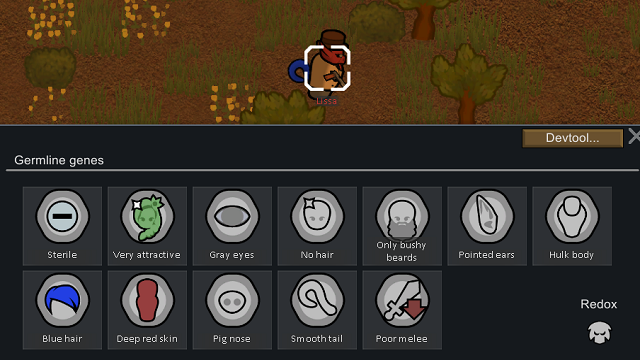 Lissa
Devtool...
Germline genes
Sterile
Very attractive
Gray eyes
No hair
Only bushy
beards
Pointed ears
Hulk body
Blue hair
Deep red skin
Pig nose
Smooth tail
Poor melee
Redox